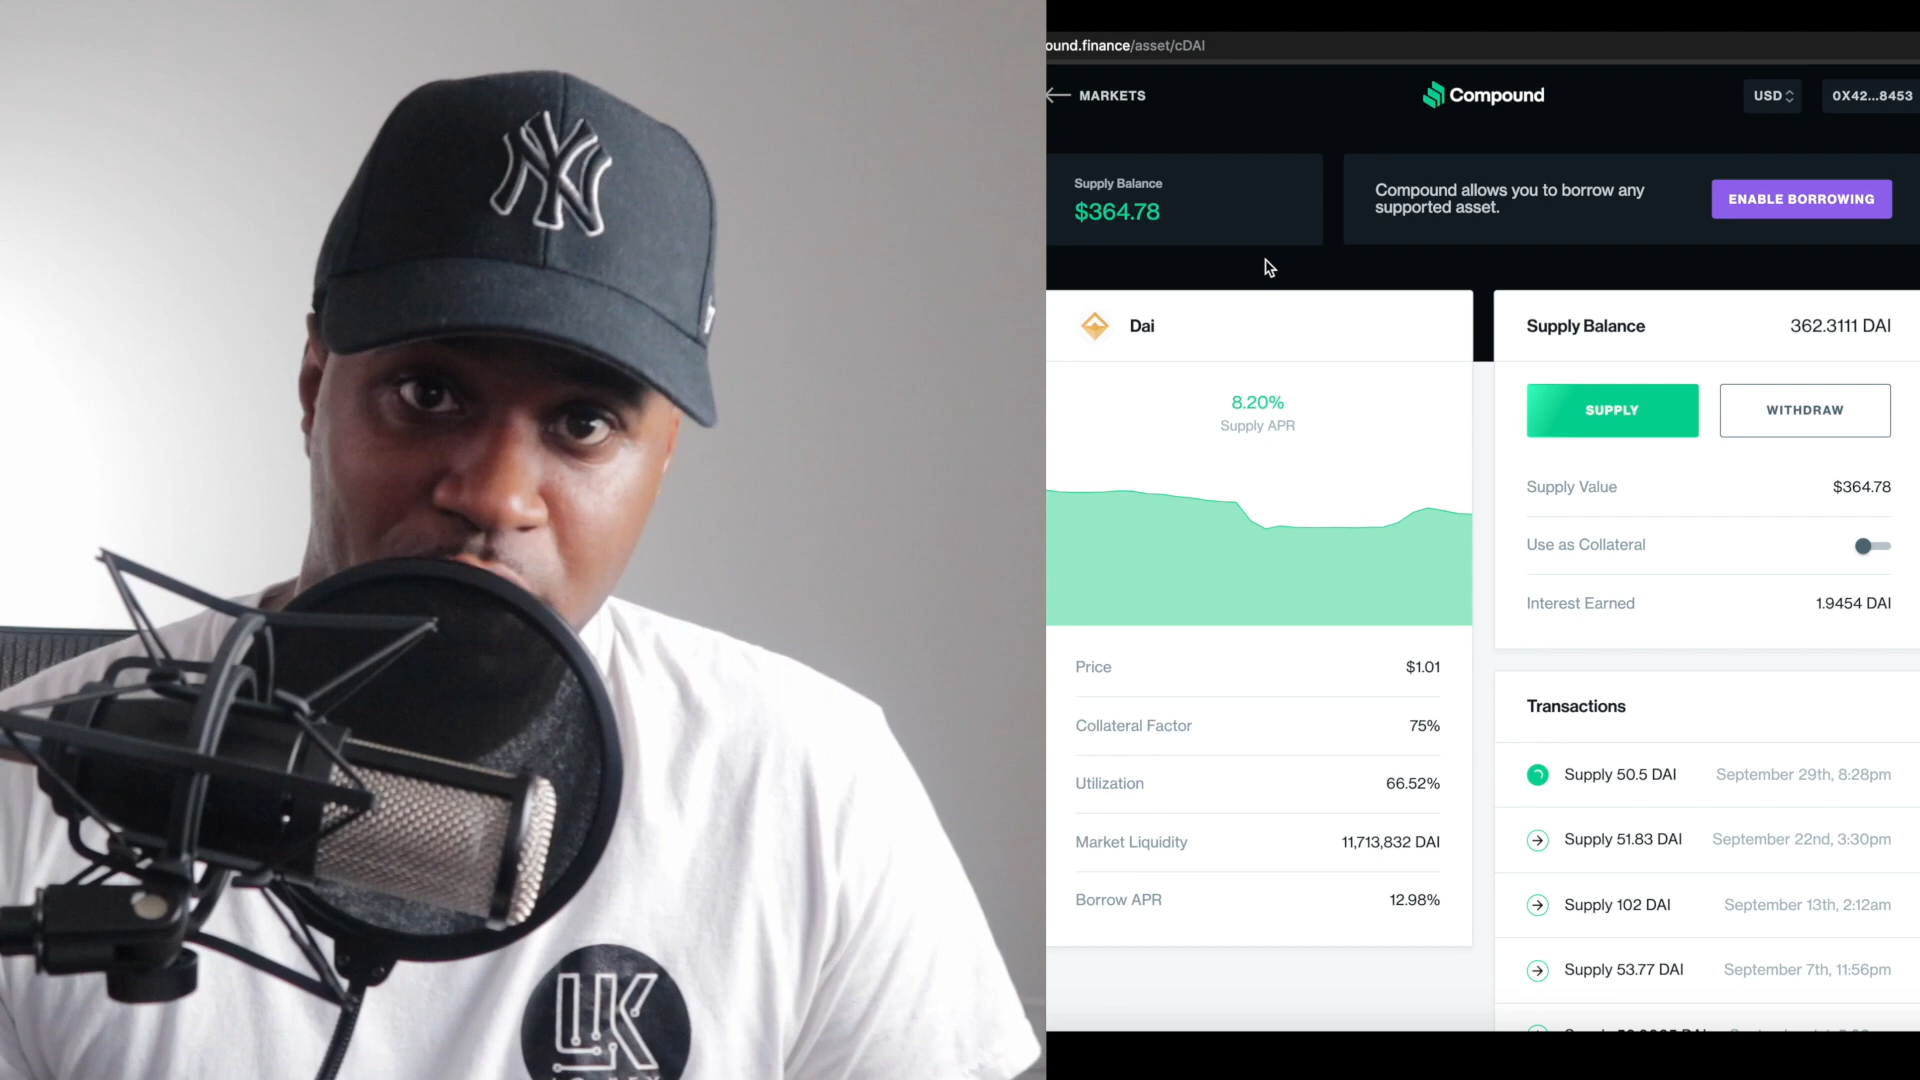 NY
LK
ound.finance/asset/cDAI
MARKETS
Compound
USD
0X42...8453
Supply Balance
$364.78
Compound allows you to borrow any
supported asset.
ENABLE BORROWING
Dai
8.20%
Supply APR
Price $1.01
Collateral Factor 75%
Utilization 66.52%
Market Liquidity 11,713,832 DAI
Borrow APR 12.98%
Supply Balance 362.3111 DAI
SUPPLY
WITHDRAW
Supply Value $364.78
Use as Collateral
Interest Earned 1.9454 DAI
Transactions
Supply 50.5 DAI September 29th, 8:28pm
Supply 51.83 DAI September 22nd, 3:30pm
Supply 102 DAI September 13th, 2:12am
Supply 53.77 DAI September 7th, 11:56pm